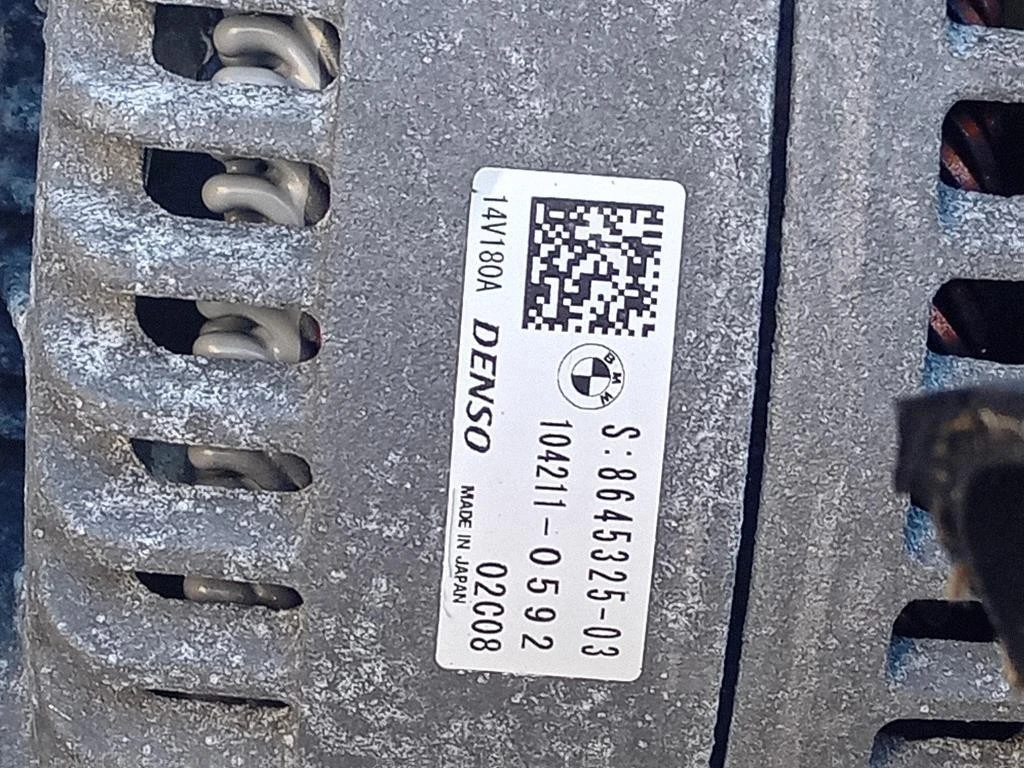 BMW
S:8645325-03
104211-0592
14V180A DENSO MADE IN JAPAN 02C08